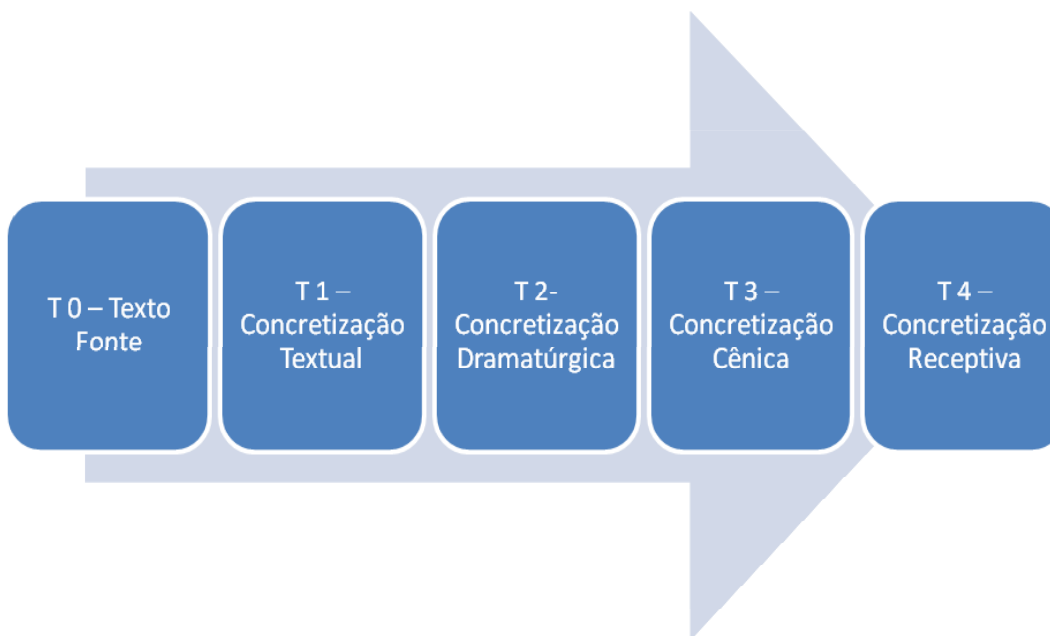 T 0 – Texto
Fonte
T 1 –
Concretização
Textual
T 2-
Concretização
Dramatúrgica
T 3 –
Concretização
Cênica
T 4 –
Concretização
Receptiva